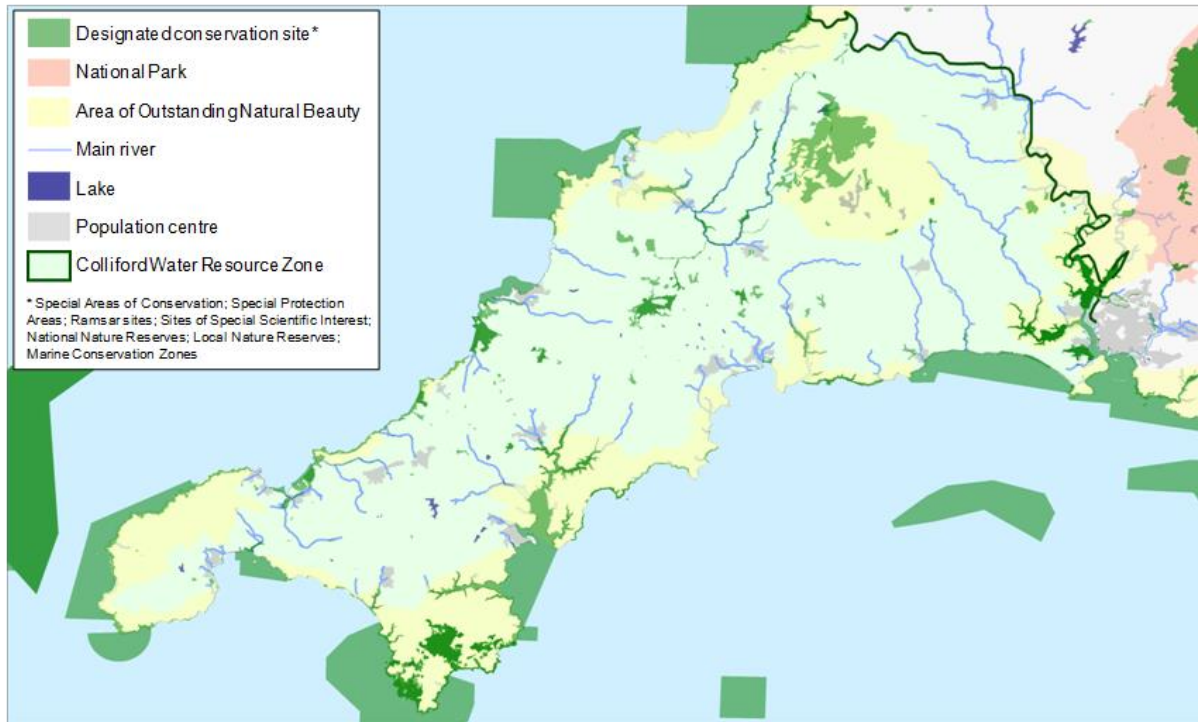 Designated conservation site*
National Park
Area of Outstanding Natural Beauty
Main river
Lake
Population centre
Colliford Water Resource Zone
* Special Areas of Conservation; Special Protection
Areas; Ramsar sites; Sites of Special Scientific Interest;
National Nature Reserves; Local Nature Reserves;
Marine Conservation Zones